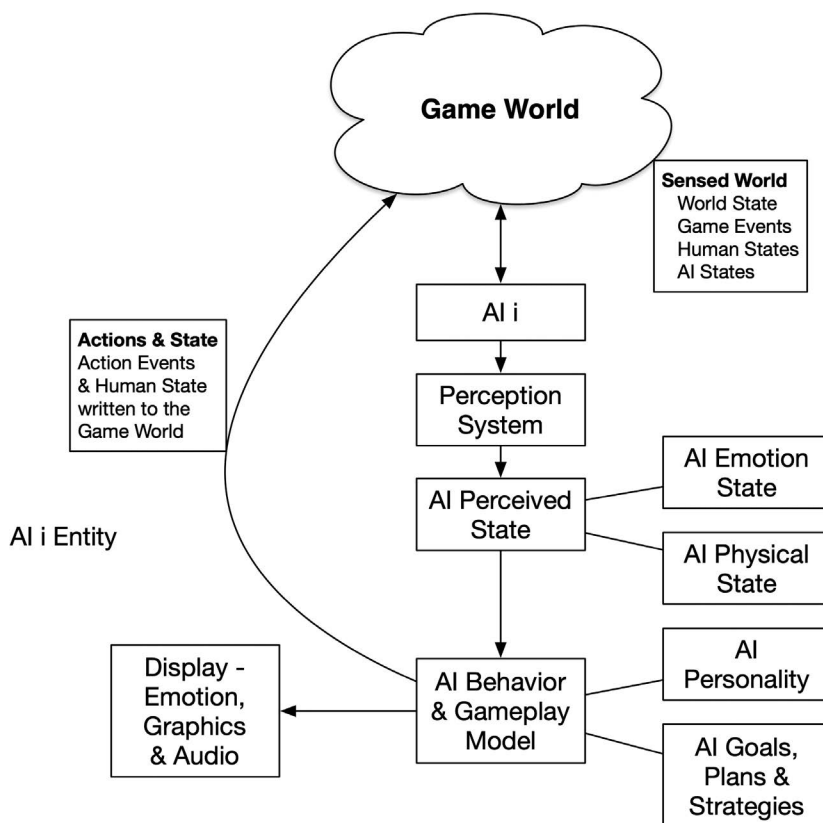 Game World
Sensed World
World State
Game Events
Human States
AI States
AI i
Actions & State
Action Events
& Human State
written to the
Game World
Perception
System
AI Perceived
State
AI Emotion
State
AI Physical
State
AI i Entity
Display -
Emotion,
Graphics
& Audio
AI Behavior
& Gameplay
Model
AI
Personality
AI Goals,
Plans &
Strategies